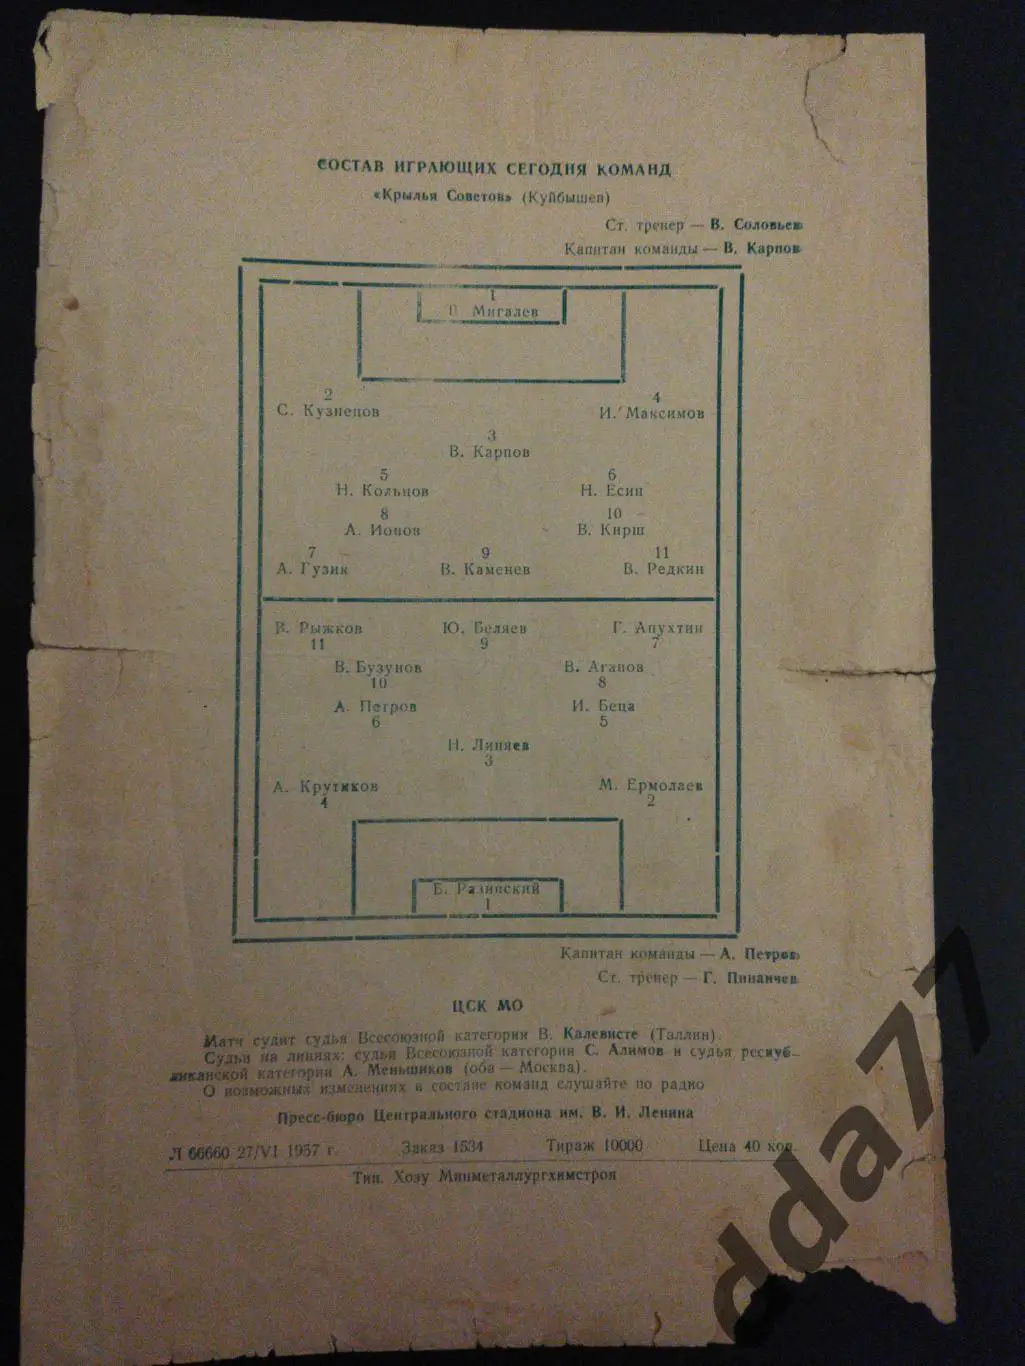 СОСТАВ ИГРАЮЩИХ СЕГОДНЯ КОМАНД
«Крылья Советов» (Куйбышев)
Ст. тренер — В. Соловьев
Капитан команды — В. Карпов
1
Мигалев
2 4
С. Кузнецов И. Максимов
3
В. Карпов
5 6
Н. Кольцов Н. Есин
8 10
А. Ионов В. Кирш
7 9 11
А. Гузик В. Каменев В. Редкин
В. Рыжков Ю. Беляев Г. Апухтин
11 9 7
В. Бузунов В. Агапов
10 8
А. Петров И. Беца
6 5
Н. Линяев
3
А. Крутиков М. Ермолаев
4 2
Б. Разинский
1
Капитан команды — А. Петров
Ст. тренер — Г. Пинаичев
ЦСК МО
Матч судит судья Всесоюзной категории В. Калевисте (Таллин).
Судьи на линиях: судья Всесоюзной категории С. Алимов и судья респуб-
ликанской категории А. Меньшиков (оба — Москва).
О возможных изменениях в составе команд слушайте по радио
Пресс-бюро Центрального стадиона им. В. И. Ленина
Л 66660 27/VI 1957 г. Заказ 1534 Тираж 10000 Цена 40 коп.
Тип. Хозу Минметаллургхимстроя
dda77